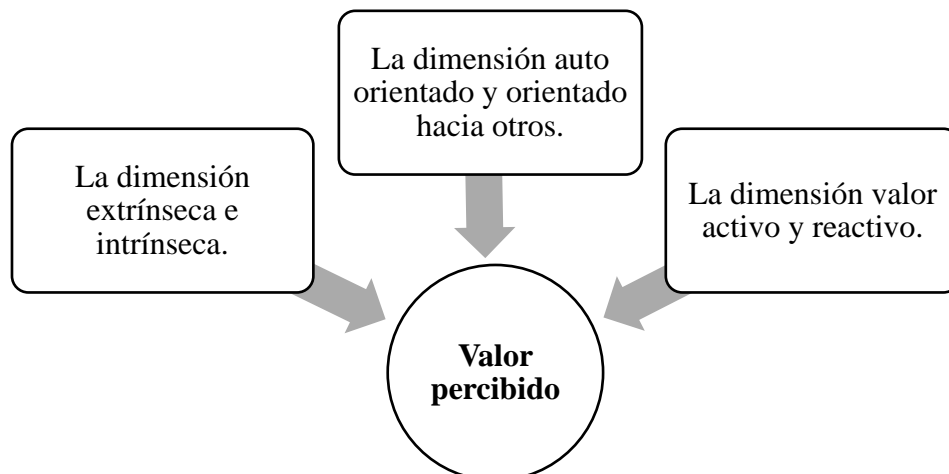 La dimensión auto
orientado y orientado
hacia otros.
La dimensión
extrínseca e
intrínseca.
La dimensión valor
activo y reactivo.
Valor
percibido